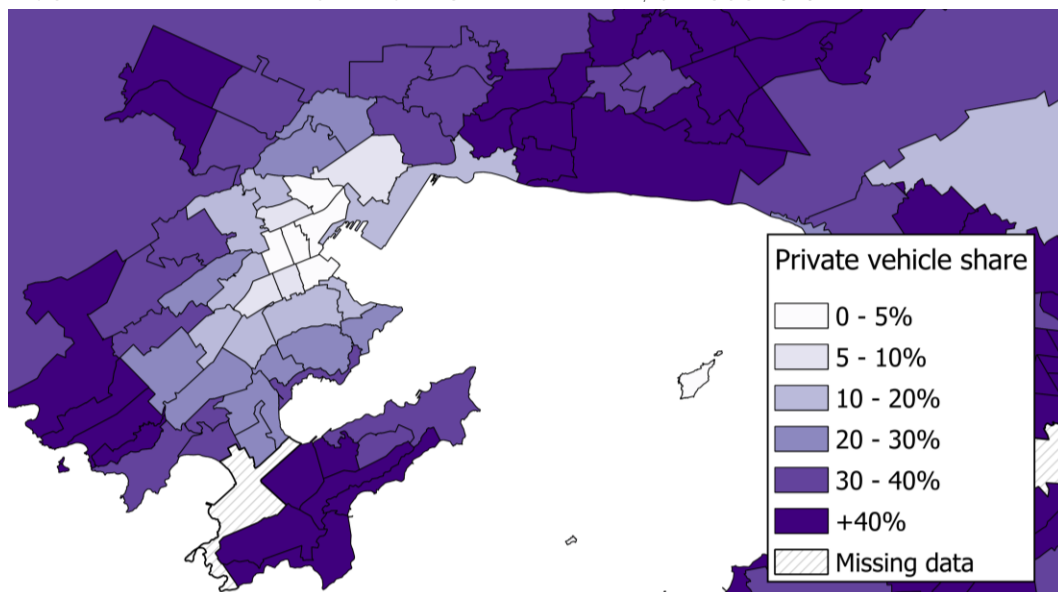 Private vehicle share
0 - 5%
5 - 10%
10 - 20%
20 - 30%
30 - 40%
+40%
Missing data